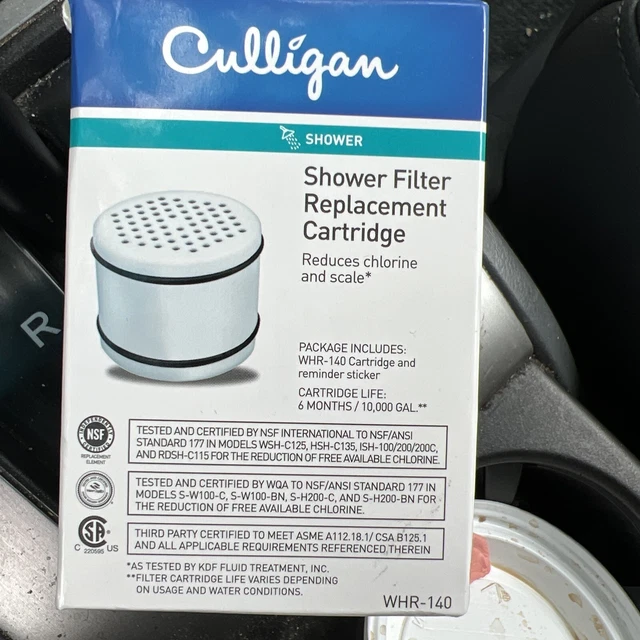 Culligan
SHOWER
Shower Filter
Replacement
Cartridge
Reduces chlorine
and scale*
R
PACKAGE INCLUDES:
WHR-140 Cartridge and
reminder sticker
CARTRIDGE LIFE:
6 MONTHS / 10,000 GAL.**
NSF
REPLACEMENT
ELEMENT
TESTED AND CERTIFIED BY NSF INTERNATIONAL TO NSF/ANSI
STANDARD 177 IN MODELS WSH-C125, HSH-C135, ISH-100/200/200C,
AND RDSH-C115 FOR THE REDUCTION OF FREE AVAILABLE CHLORINE.
TESTED AND CERTIFIED BY WQA TO NSF/ANSI STANDARD 177 IN
MODELS S-W100-C, S-W100-BN, S-H200-C, AND S-H200-BN FOR
THE REDUCTION OF FREE AVAILABLE CHLORINE.
SA
C 220595 US
THIRD PARTY CERTIFIED TO MEET ASME A112.18.1/ CSA B125.1
AND ALL APPLICABLE REQUIREMENTS REFERENCED THEREIN
*AS TESTED BY KDF FLUID TREATMENT, INC.
**FILTER CARTRIDGE LIFE VARIES DEPENDING
ON USAGE AND WATER CONDITIONS.
WHR-140